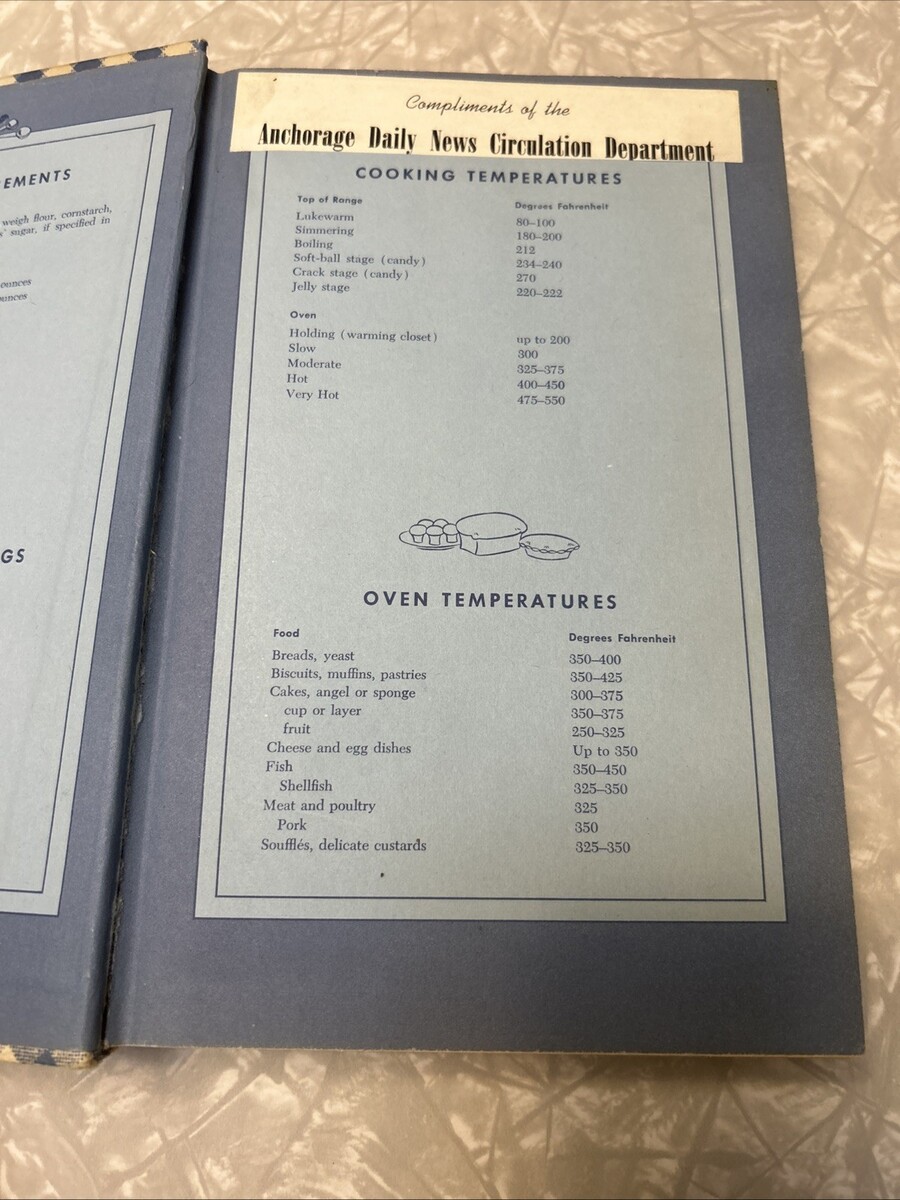 EMENTS
weigh flour, cornstarch,
sugar, if specified in
ounces
ounces
GS
Compliments of the
Anchorage Daily News Circulation Department
COOKING TEMPERATURES
Top of Range Degrees Fahrenheit
Lukewarm 80–100
Simmering 180–200
Boiling 212
Soft-ball stage (candy) 234–240
Crack stage (candy) 270
Jelly stage 220–222
Oven
Holding (warming closet) up to 200
Slow 300
Moderate 325–375
Hot 400–450
Very Hot 475–550
OVEN TEMPERATURES
Food Degrees Fahrenheit
Breads, yeast 350–400
Biscuits, muffins, pastries 350–425
Cakes, angel or sponge 300–375
cup or layer 350–375
fruit 250–325
Cheese and egg dishes Up to 350
Fish 350–450
Shellfish 325–350
Meat and poultry 325
Pork 350
Soufflés, delicate custards 325–350